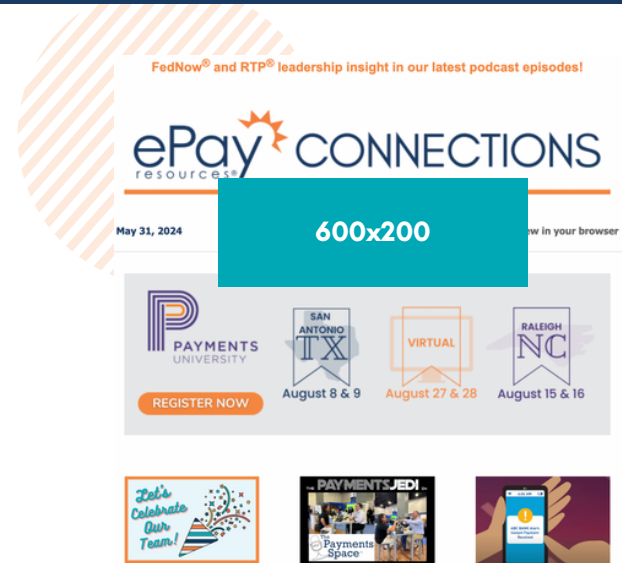 FedNow® and RTP® leadership insight in our latest podcast episodes!
ePay CONNECTIONS
resources®
May 31, 2024
600x200
w in your browser
PAYMENTS
UNIVERSITY
REGISTER NOW
SAN
ANTONIO
TX
August 8 & 9
VIRTUAL
August 27 & 28
RALEIGH
NC
August 15 & 16
Let's
Celebrate
Our
Team!
THE PAYMENTSJEDI
The
Payments
Space